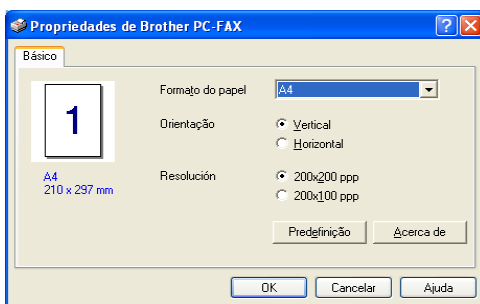 Propriedades de Brother PC-FAX
Básico
1
A4
210 x 297 mm
Formato do papel
A4
Orientação
Vertical
Horizontal
Resolución
200x200 ppp
200x100 ppp
Predefinição
Acerca de
OK
Cancelar
Ajuda